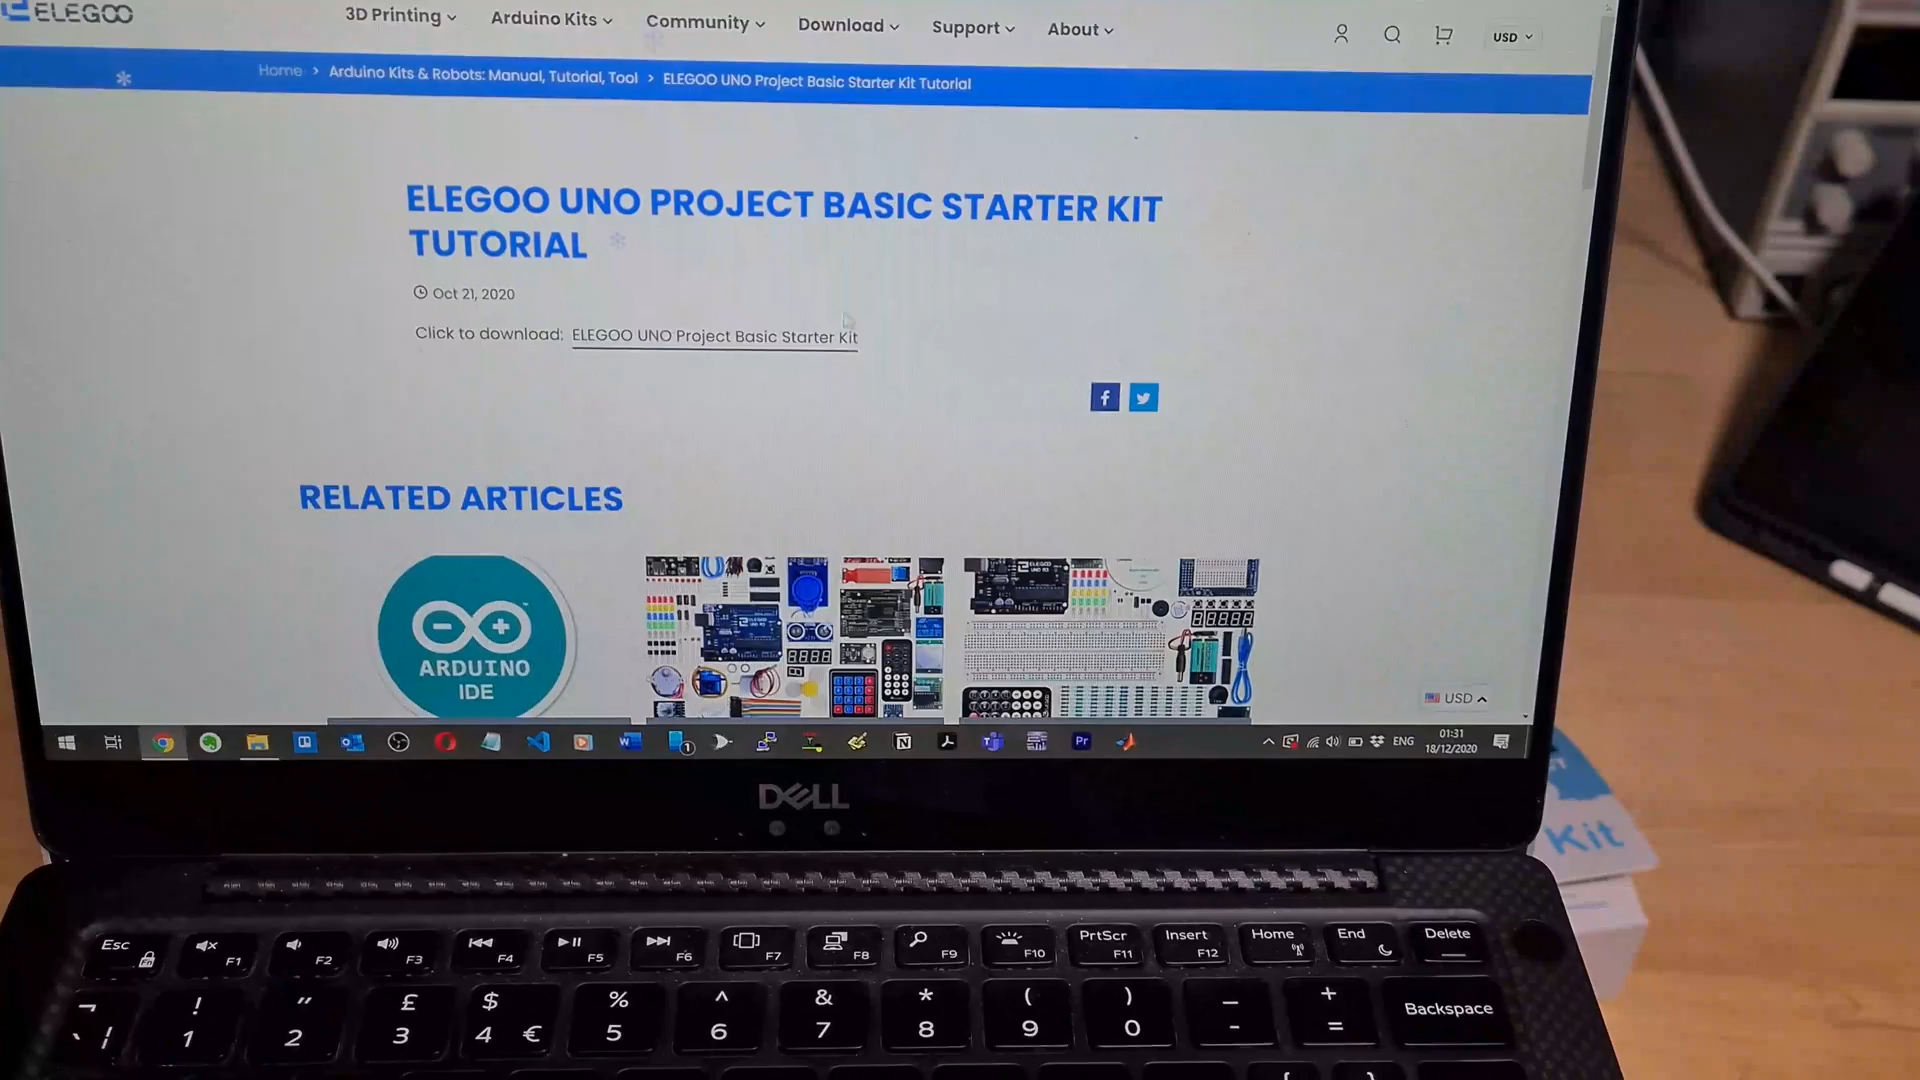 ELEGOO
3D Printing
Arduino Kits
Community
Download
Support
About
USD
Home > Arduino Kits & Robots: Manual, Tutorial, Tool > ELEGOO UNO Project Basic Starter Kit Tutorial
ELEGOO UNO PROJECT BASIC STARTER KIT
TUTORIAL
Oct 21, 2020
Click to download: ELEGOO UNO Project Basic Starter Kit
RELATED ARTICLES
ARDUINO
IDE
USD
ENG
01:31
18/12/2020
DELL
Kit
Esc
F1
F2
F3
F4
F5
F6
F7
F8
F9
F10
PrtScr
F11
Insert
F12
Home
End
Delete
¬ ! " £ $ % ^ & * ( ) _ +
` ¦ 1 2 3 4 € 5 6 7 8 9 0 - =
Backspace